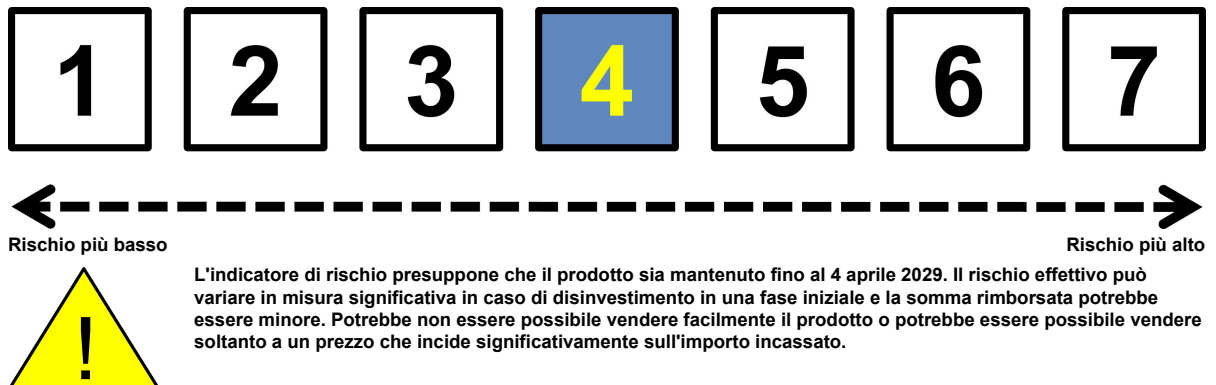 1 2 3 4 5 6 7
Rischio più basso Rischio più alto
L'indicatore di rischio presuppone che il prodotto sia mantenuto fino al 4 aprile 2029. Il rischio effettivo può
variare in misura significativa in caso di disinvestimento in una fase iniziale e la somma rimborsata potrebbe
essere minore. Potrebbe non essere possibile vendere facilmente il prodotto o potrebbe essere possibile vendere
soltanto a un prezzo che incide significativamente sull'importo incassato.
!